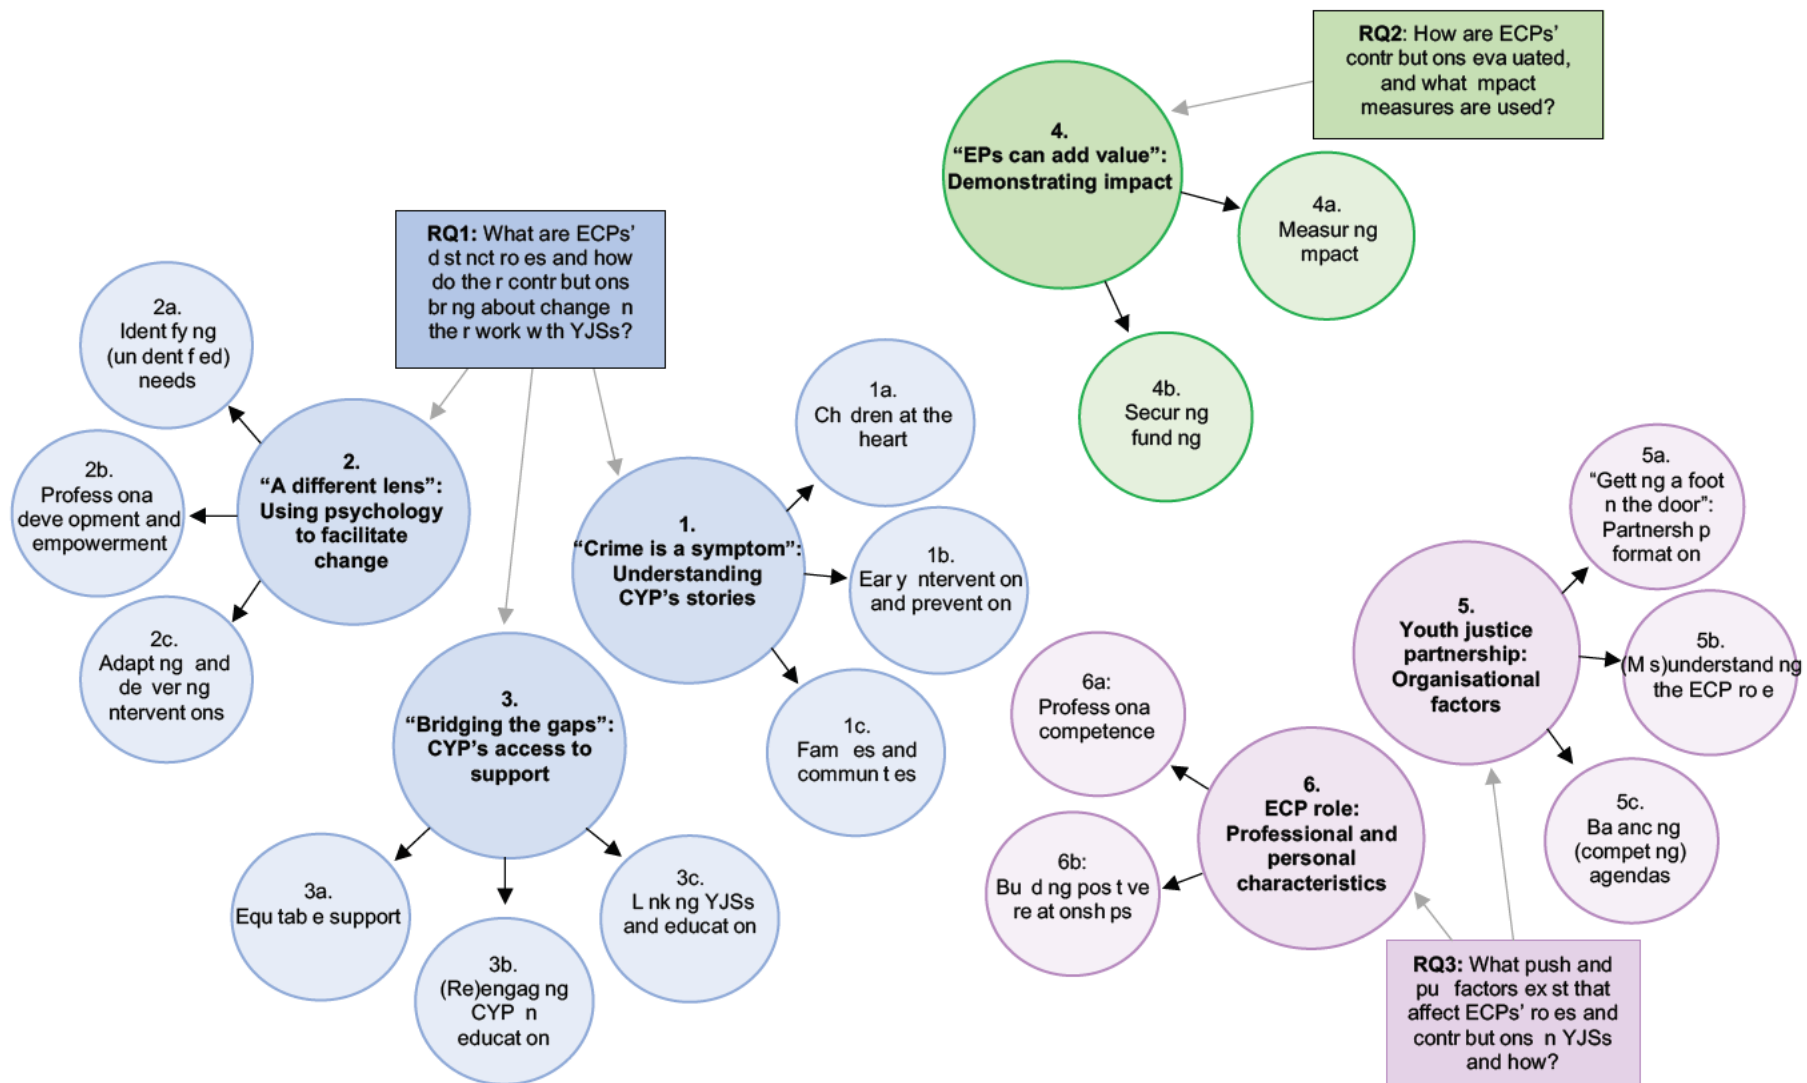 RQ1: What are ECPs’
d st nct ro es and how
do the r contr but ons
br ng about change n
the r work w th YJSs?
1.
“Crime is a symptom”:
Understanding
CYP’s stories
1a.
Ch dren at the
heart
1b.
Ear y ntervent on
and prevent on
1c.
Fam es and
commun t es
2.
“A different lens”:
Using psychology
to facilitate
change
2a.
Ident fy ng
(un dent f ed)
needs
2b.
Profess ona
deve opment and
empowerment
2c.
Adapt ng and
de ver ng
ntervent ons
3.
“Bridging the gaps”:
CYP’s access to
support
3a.
Equ tab e support
3b.
(Re)engag ng
CYP n
educat on
3c.
L nk ng YJSs
and educat on
RQ2: How are ECPs’
contr but ons eva uated,
and what mpact
measures are used?
4.
“EPs can add value”:
Demonstrating impact
4a.
Measur ng
mpact
4b.
Secur ng
fund ng
5.
Youth justice
partnership:
Organisational
factors
5a.
“Gett ng a foot
n the door”:
Partnersh p
format on
5b.
(M s)understand ng
the ECP ro e
5c.
Ba anc ng
(compet ng)
agendas
6.
ECP role:
Professional and
personal
characteristics
6a:
Profess ona
competence
6b:
Bu d ng pos t ve
re at onsh ps
RQ3: What push and
pu factors ex st that
affect ECPs’ ro es and
contr but ons n YJSs
and how?